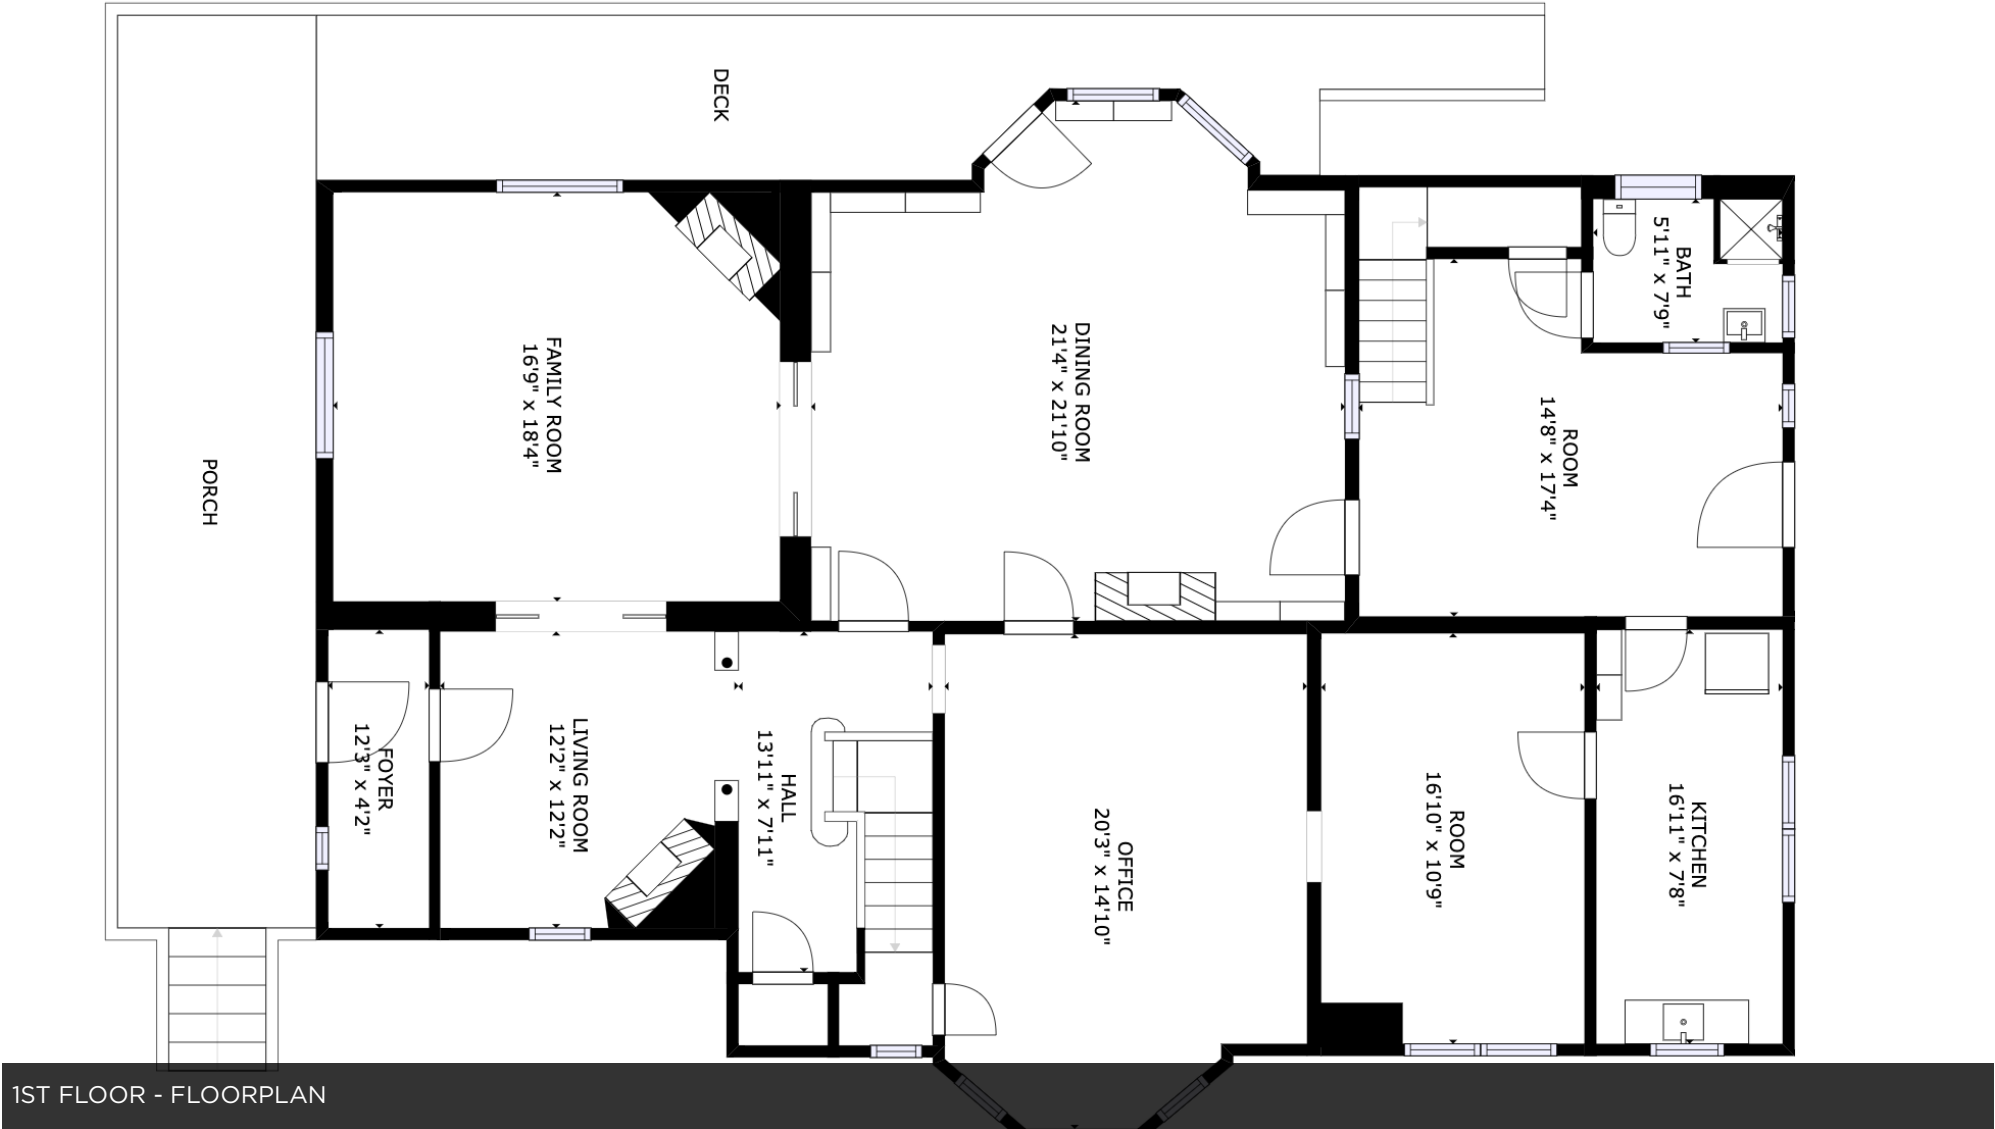 DECK
PORCH
FAMILY ROOM
16'9" x 18'4"
DINING ROOM
21'4" x 21'10"
BATH
5'11" x 7'9"
ROOM
14'8" x 17'4"
FOYER
12'3" x 4'2"
LIVING ROOM
12'2" x 12'2"
HALL
13'11" x 7'11"
OFFICE
20'3" x 14'10"
ROOM
16'10" x 10'9"
KITCHEN
16'11" x 7'8"
1ST FLOOR - FLOORPLAN